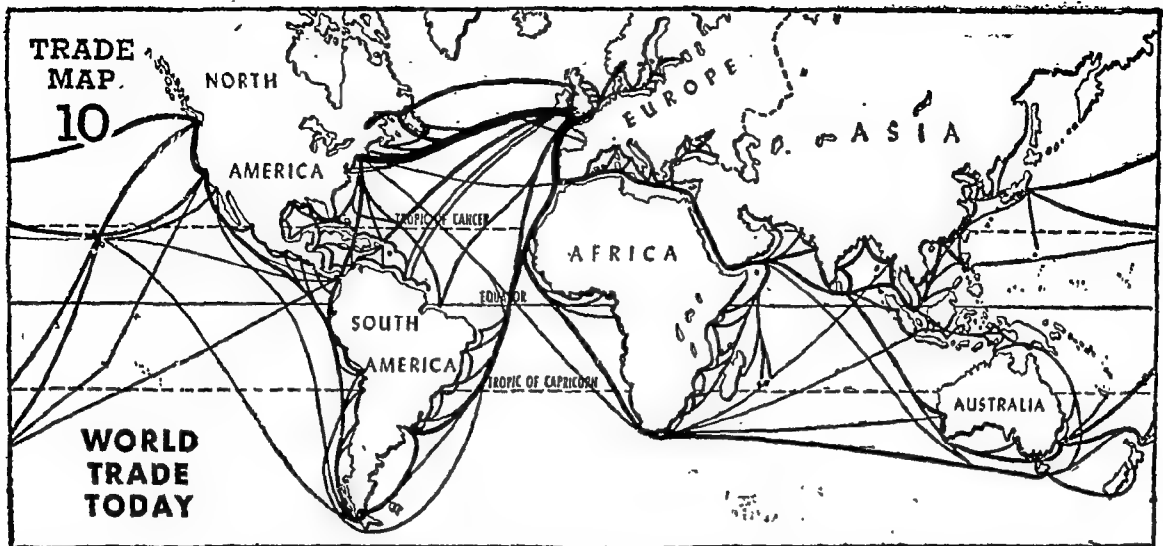 TRADE
MAP
10
NORTH
AMERICA
EUROPE
ASIA
TROPIC OF CANCER
AFRICA
EQUATOR
SOUTH
AMERICA
TROPIC OF CAPRICORN
AUSTRALIA
WORLD
TRADE
TODAY